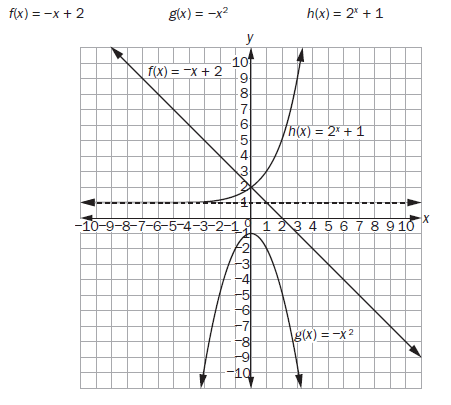 f(x) = −x + 2 g(x) = −x² h(x) = 2ˣ + 1
y
f(x) = −x + 2
h(x) = 2ˣ + 1
10
9
8
7
6
5
4
3
2
1
x
−10−9−8−7−6−5−4−3−2−1 0 1 2 3 4 5 6 7 8 9 10
−1
−2
−3
−4
−5
−6
−7
−8
−9
−10
g(x) = −x²